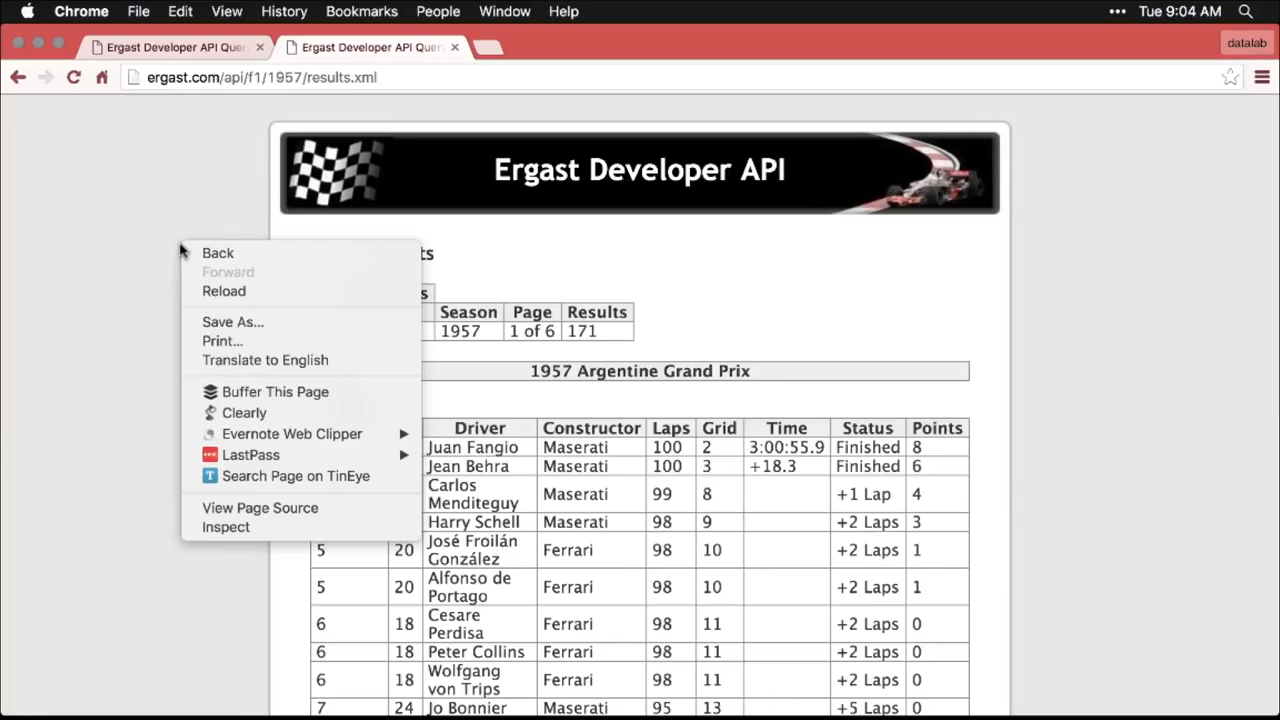 Chrome File Edit View History Bookmarks People Window Help ••• Tue 9:04 AM
Ergast Developer API Quer × Ergast Developer API Query × datalab
ergast.com/api/f1/1957/results.xml
Ergast Developer API
Back ts
Forward
Reload s
Season Page Results
Save As... 1957 1 of 6 171
Print...
Translate to English
1957 Argentine Grand Prix
Buffer This Page
Clearly
Driver Constructor Laps Grid Time Status Points
Evernote Web Clipper
Juan Fangio Maserati 100 2 3:00:55.9 Finished 8
LastPass
Jean Behra Maserati 100 3 +18.3 Finished 6
Search Page on TinEye
Carlos
Menditeguy Maserati 99 8 +1 Lap 4
View Page Source
Harry Schell Maserati 98 9 +2 Laps 3
Inspect
5 20 José Froilán
González Ferrari 98 10 +2 Laps 1
5 20 Alfonso de
Portago Ferrari 98 10 +2 Laps 1
6 18 Cesare
Perdisa Ferrari 98 11 +2 Laps 0
6 18 Peter Collins Ferrari 98 11 +2 Laps 0
6 18 Wolfgang
von Trips Ferrari 98 11 +2 Laps 0
7 24 Jo Bonnier Maserati 95 13 +5 Laps 0